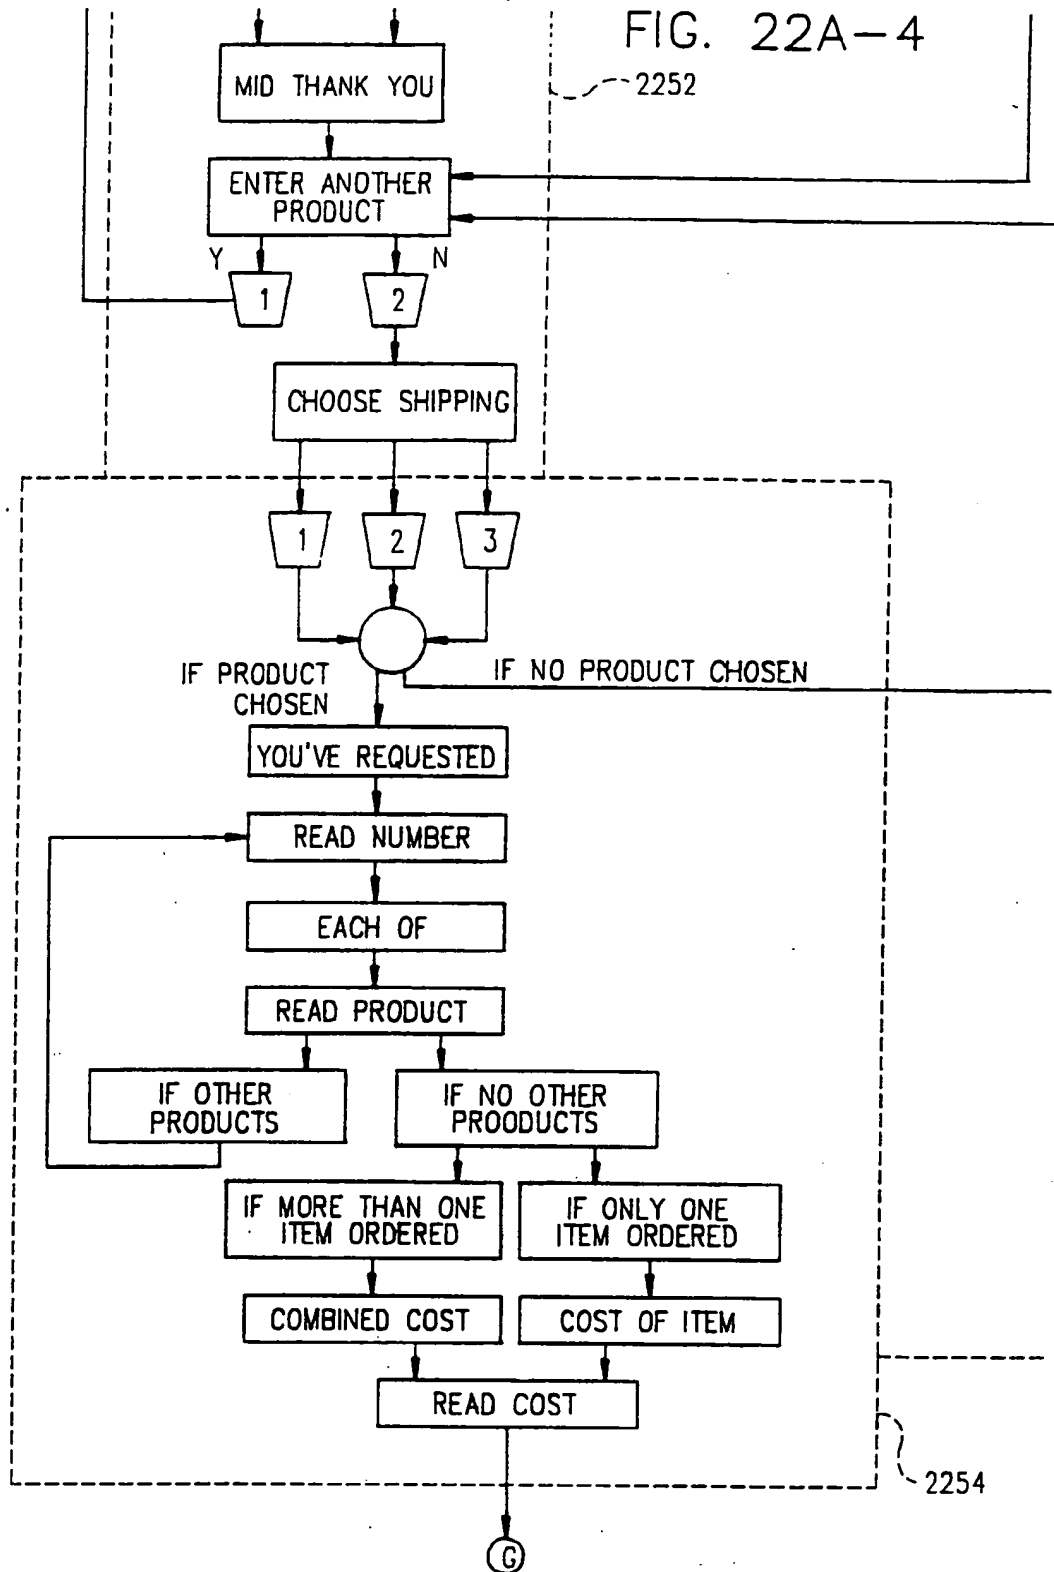 FIG. 22A-4
2252
MID THANK YOU
ENTER ANOTHER
PRODUCT
Y
N
1
2
CHOOSE SHIPPING
1
2
3
IF PRODUCT
CHOSEN
IF NO PRODUCT CHOSEN
YOU'VE REQUESTED
READ NUMBER
EACH OF
READ PRODUCT
IF OTHER
PRODUCTS
IF NO OTHER
PROODUCTS
IF MORE THAN ONE
ITEM ORDERED
IF ONLY ONE
ITEM ORDERED
COMBINED COST
COST OF ITEM
READ COST
2254
G